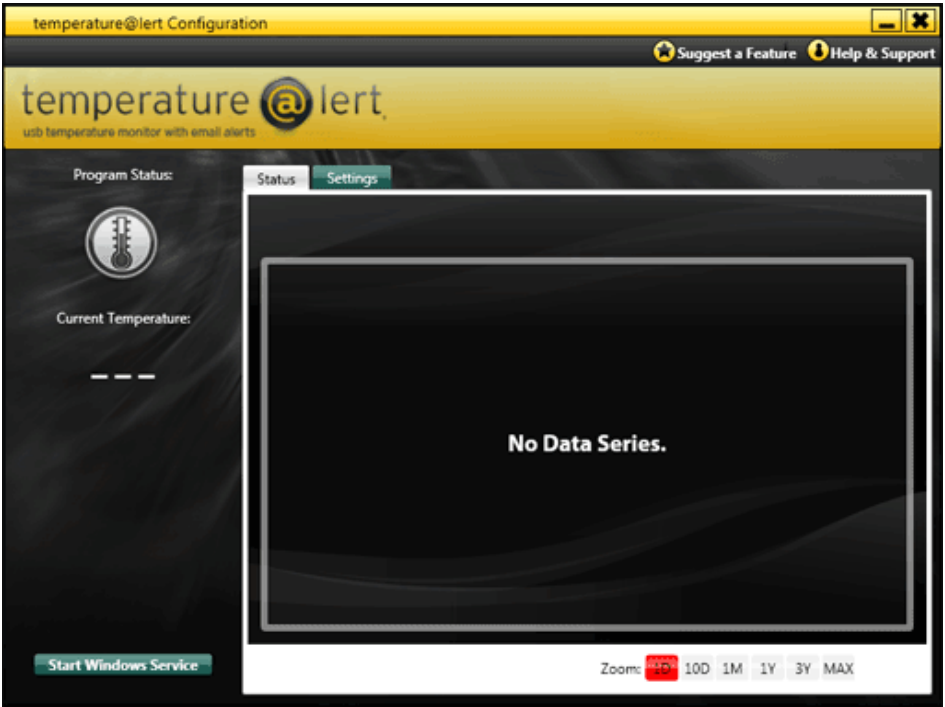 temperature@lert Configuration
Suggest a Feature Help & Support
temperature @ lert
usb temperature monitor with email alerts
Program Status:
Status Settings
Current Temperature:
---
No Data Series.
Start Windows Service
Zoom: 1D 10D 1M 1Y 3Y MAX